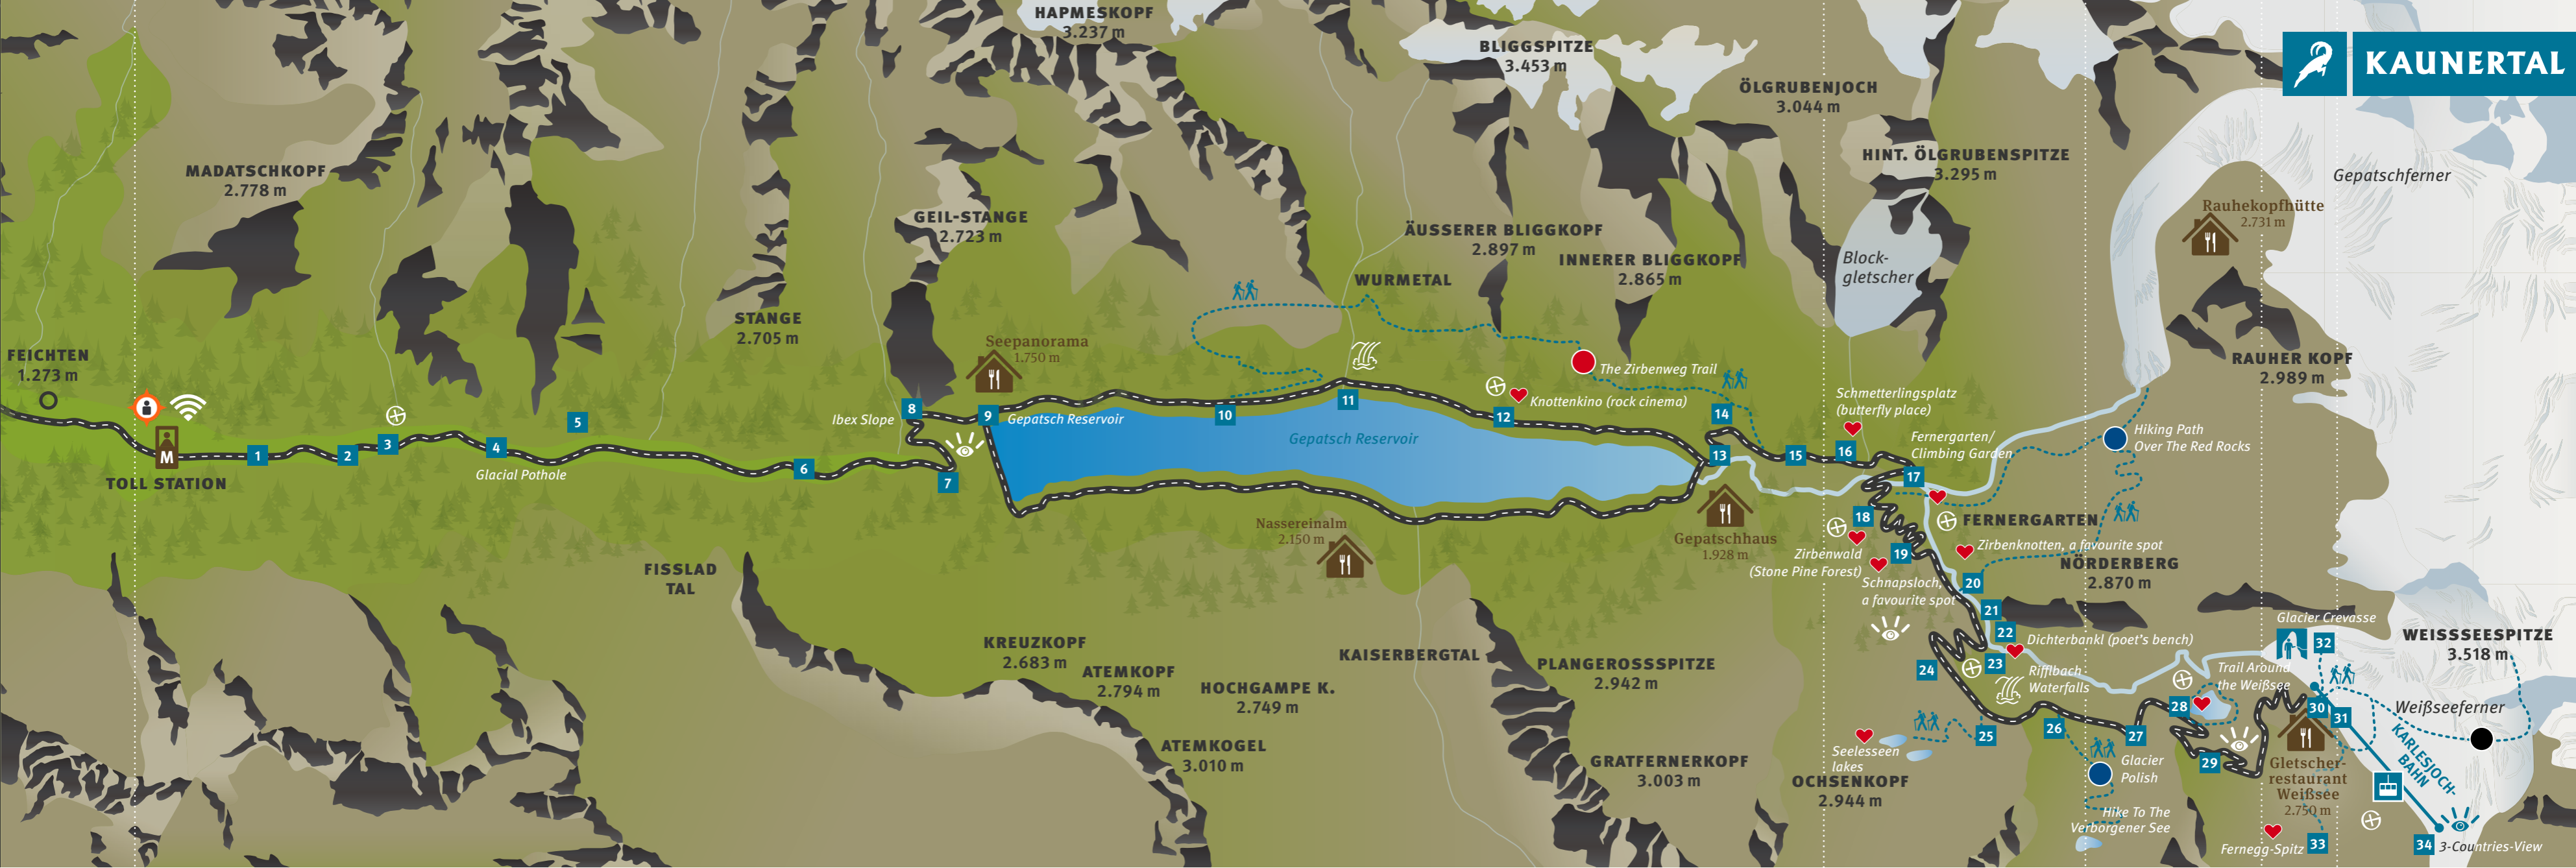 KAUNERTAL
HAPMESKOPF
3.237 m
BLIGGSPITZE
3.453 m
ÖLGRUBENJOCH
3.044 m
HINT. ÖLGRUBENSPITZE
3.295 m
Gepatschferner
MADATSCHKOPF
2.778 m
GEIL-STANGE
2.723 m
ÄUSSERER BLIGGKOPF
2.897 m
INNERER BLIGGKOPF
2.865 m
Block-
gletscher
Rauhekopfhütte
2.731 m
WURMETAL
STANGE
2.705 m
Seepanorama
1.750 m
FEICHTEN
1.273 m
RAUHER KOPF
2.989 m
The Zirbenweg Trail
Knottenkino (rock cinema)
Schmetterlingsplatz
(butterfly place)
Ibex Slope
8
9
Gepatsch Reservoir
10
11
12
14
5
Gepatsch Reservoir
Fernergarten/
Climbing Garden
Hiking Path
Over The Red Rocks
M
TOLL STATION
1
2
3
4
Glacial Pothole
6
7
13
15
16
17
18
19
FERNERGARTEN
Nassereinalm
2.150 m
Gepatschhaus
1.928 m
Zirbenwald
(Stone Pine Forest)
Zirbenknotten, a favourite spot
Schnapsloch,
a favourite spot
NÖRDERBERG
2.870 m
20
21
22
23
24
FISSLAD
TAL
KREUZKOPF
2.683 m
ATEMKOPF
2.794 m
HOCHGAMPE K.
2.749 m
KAISERBERGTAL
PLANGEROSSSPITZE
2.942 m
Dichterbankl (poet's bench)
Rifflbach
Waterfalls
Glacier Crevasse
32
WEISSSEESPITZE
3.518 m
Trail Around
the Weißsee
28
30
31
Weißseeferner
ATEMKOGEL
3.010 m
GRATFERNERKOPF
3.003 m
Seelesseen
lakes
OCHSENKOPF
2.944 m
25
26
27
29
Glacier
Polish
Hike To The
Verborgener See
Gletscher-
restaurant
Weißsee
2.750 m
KARLESJOCH-
BAHN
Fernegg-Spitz
33
34
3-Countries-View